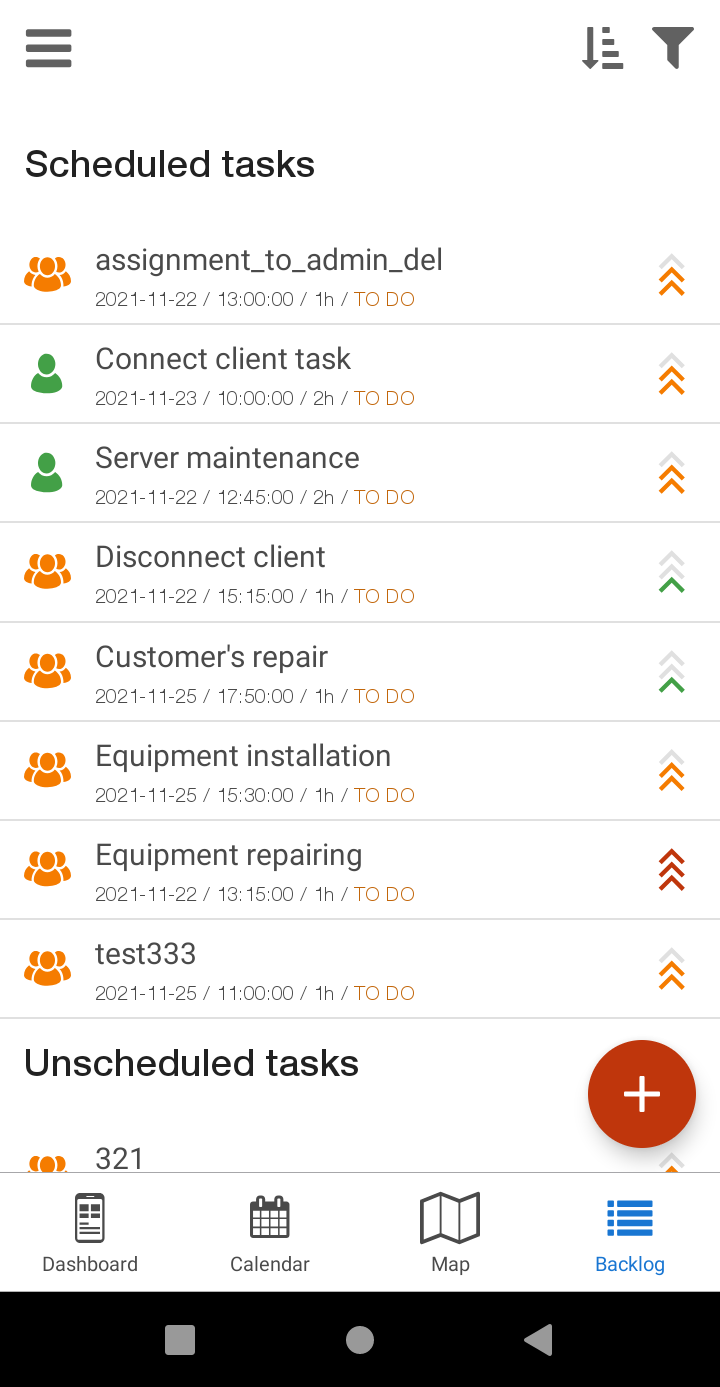 Scheduled tasks
assignment_to_admin_del
2021-11-22 / 13:00:00 / 1h / TO DO
Connect client task
2021-11-23 / 10:00:00 / 2h / TO DO
Server maintenance
2021-11-22 / 12:45:00 / 2h / TO DO
Disconnect client
2021-11-22 / 15:15:00 / 1h / TO DO
Customer's repair
2021-11-25 / 17:50:00 / 1h / TO DO
Equipment installation
2021-11-25 / 15:30:00 / 1h / TO DO
Equipment repairing
2021-11-22 / 13:15:00 / 1h / TO DO
test333
2021-11-25 / 11:00:00 / 1h / TO DO
Unscheduled tasks
321
Dashboard Calendar Map Backlog